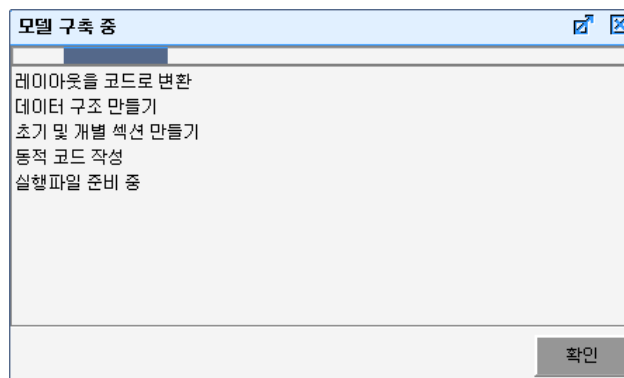 모델 구축 중
레이아웃을 코드로 변환
데이터 구조 만들기
초기 및 개별 섹션 만들기
동적 코드 작성
실행파일 준비 중
확인